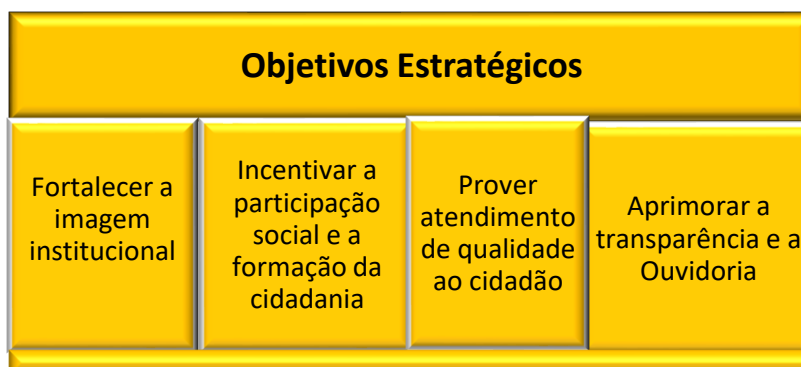 Objetivos Estratégicos
Fortalecer a
imagem
institucional
Incentivar a
participação
social e a
formação da
cidadania
Prover
atendimento
de qualidade
ao cidadão
Aprimorar a
transparência e a
Ouvidoria